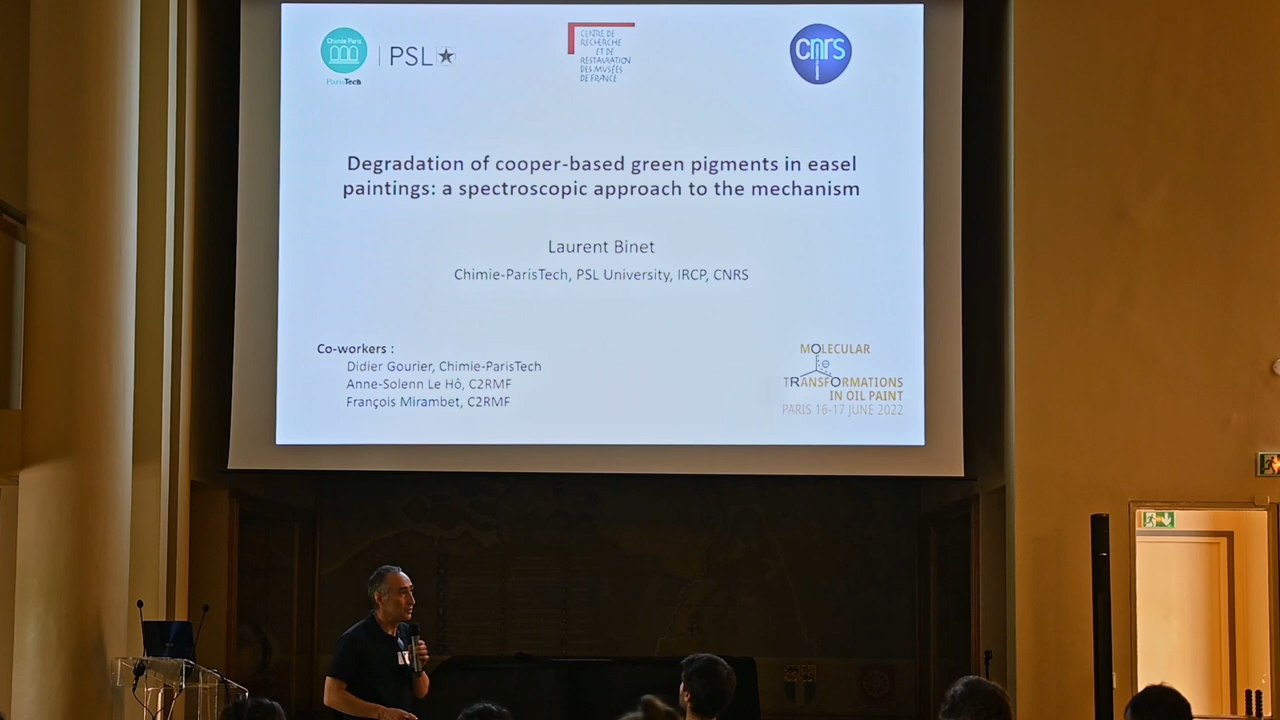 Chimie Paris
ParisTech
PSL
CENTRE DE
RECHERCHE
ET DE
RESTAURATION
DES MUSÉES
DE FRANCE
cnrs
Degradation of cooper-based green pigments in easel
paintings: a spectroscopic approach to the mechanism
Laurent Binet
Chimie-ParisTech, PSL University, IRCP, CNRS
Co-workers :
Didier Gourier, Chimie-ParisTech
Anne-Solenn Le Hô, C2RMF
François Mirambet, C2RMF
MOLECULAR
TRANSFORMATIONS
IN OIL PAINT
PARIS 16-17 JUNE 2022